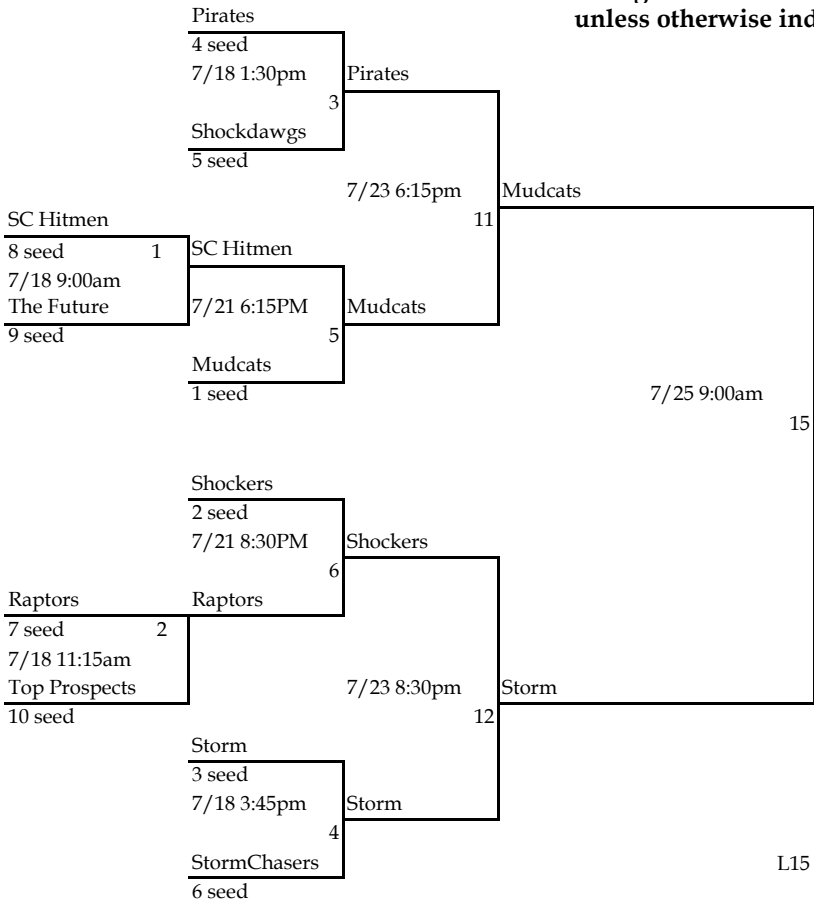 unless otherwise ind
Pirates
4 seed
7/18 1:30pm
Pirates
3
Shockdawgs
5 seed
7/23 6:15pm
Mudcats
11
SC Hitmen
8 seed
1
SC Hitmen
7/18 9:00am
The Future
7/21 6:15PM
Mudcats
9 seed
5
Mudcats
1 seed
7/25 9:00am
15
Shockers
2 seed
7/21 8:30PM
Shockers
6
Raptors
Raptors
7 seed
2
7/18 11:15am
Top Prospects
7/23 8:30pm
Storm
10 seed
12
Storm
3 seed
7/18 3:45pm
Storm
4
StormChasers
L15
6 seed